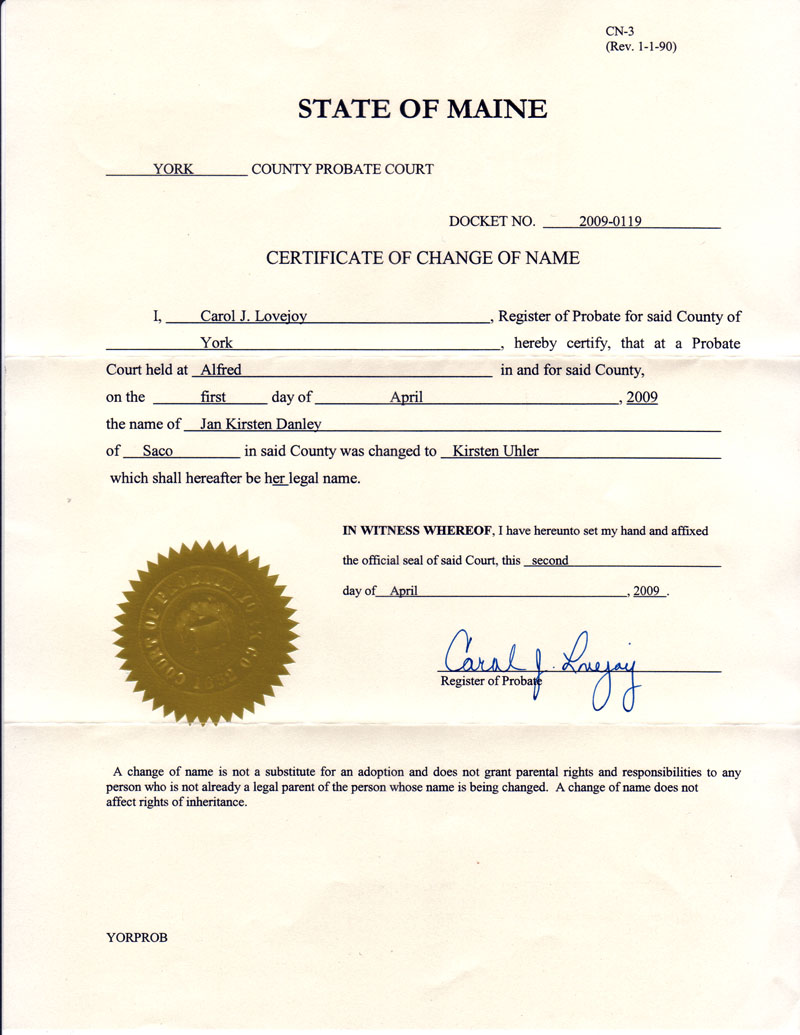 CN-3
(Rev. 1-1-90)
STATE OF MAINE
YORK COUNTY PROBATE COURT
DOCKET NO. 2009-0119
CERTIFICATE OF CHANGE OF NAME
I, Carol J. Lovejoy, Register of Probate for said County of
York, hereby certify, that at a Probate
Court held at Alfred in and for said County,
on the first day of April, 2009
the name of Jan Kirsten Danley
of Saco in said County was changed to Kirsten Uhler
which shall hereafter be her legal name.
IN WITNESS WHEREOF, I have hereunto set my hand and affixed
the official seal of said Court, this second
day of April, 2009.
Carol J. Lovejoy
Register of Probate
A change of name is not a substitute for an adoption and does not grant parental rights and responsibilities to any
person who is not already a legal parent of the person whose name is being changed. A change of name does not
affect rights of inheritance.
YORPROB